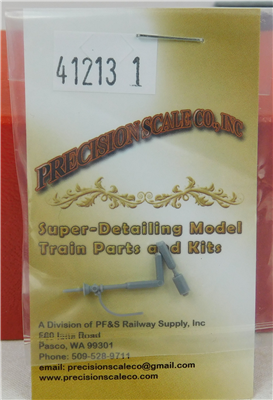 41213 1
PRECISION SCALE CO., INC
Super-Detailing Model
Train Parts and Kits
A Division of PF&S Railway Supply, Inc
Road
Pasco, WA 99301
Phone: 509-528-9711
email: precisionscaleco@gmail.com
www.precisionscaleco.com